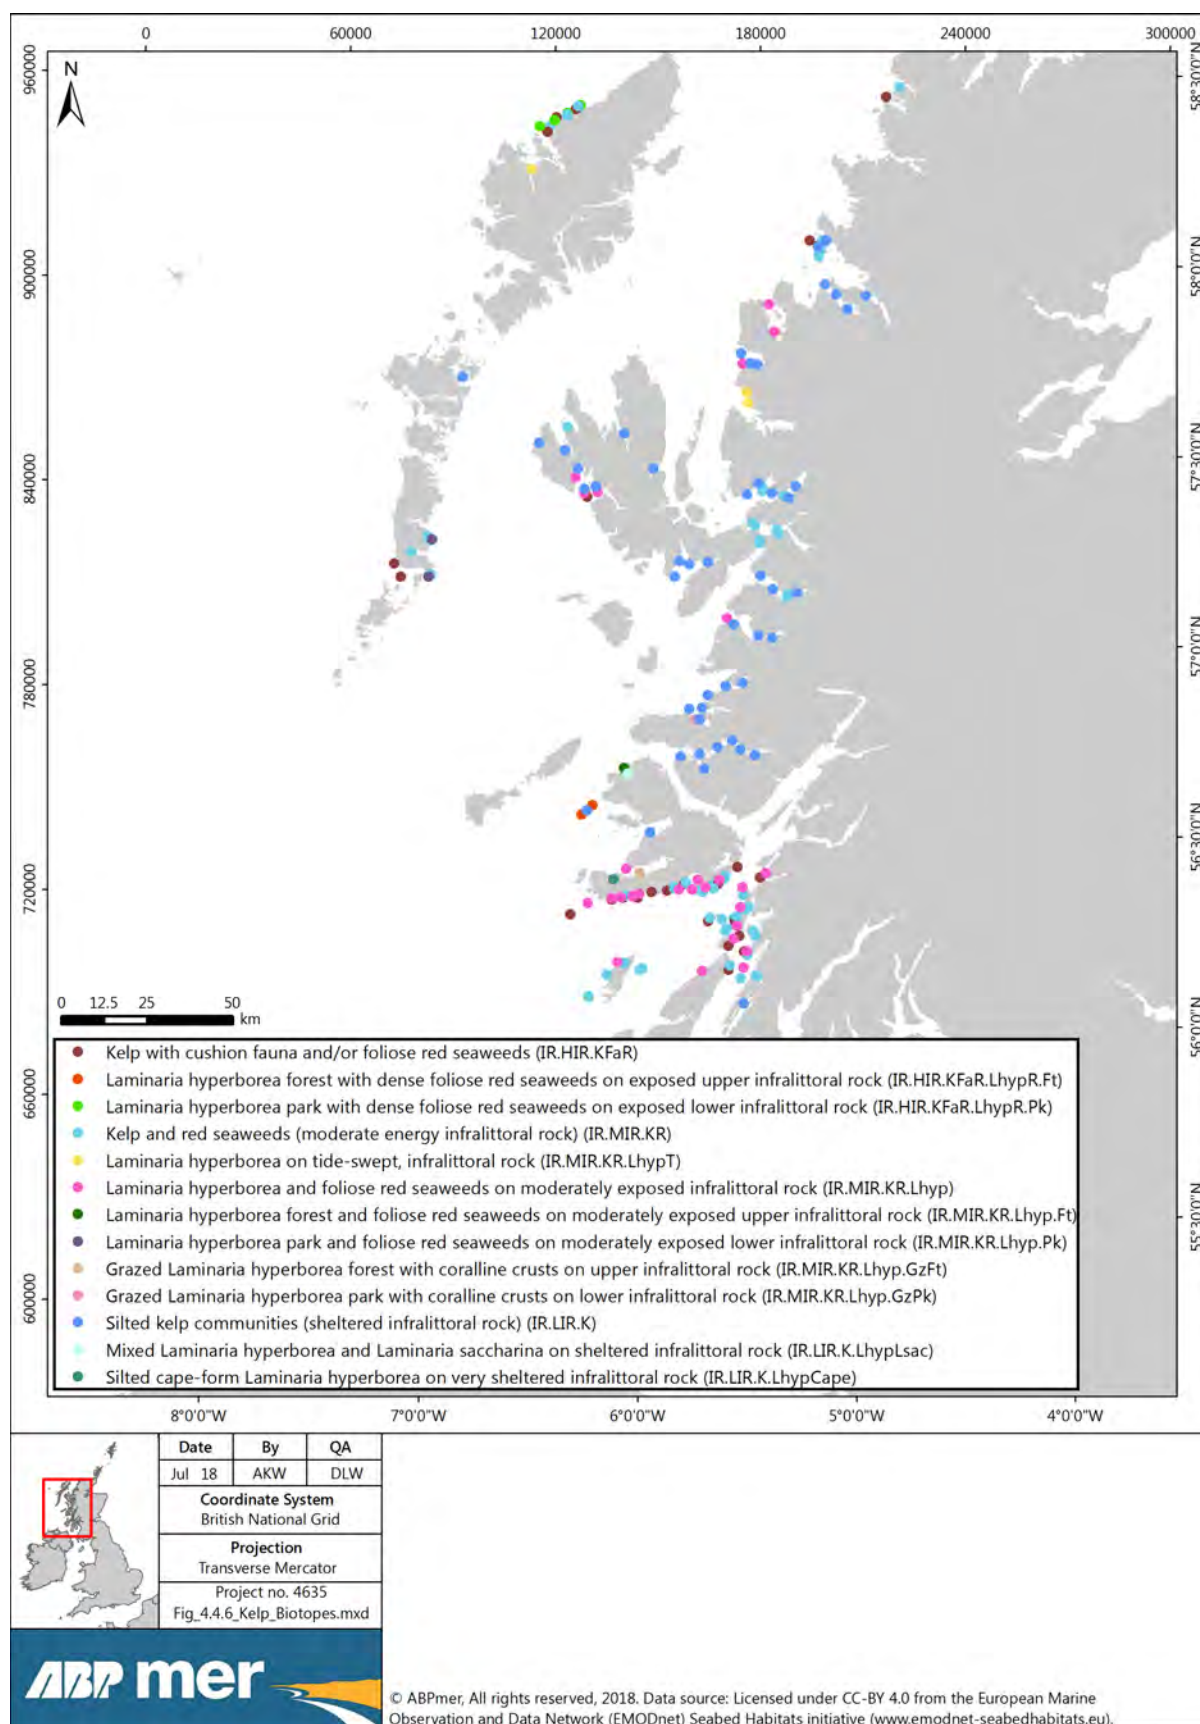 0 60000 120000 180000 240000 300000
960000
900000
840000
780000
720000
660000
600000
58°30'0"N
58°0'0"N
57°30'0"N
57°0'0"N
56°30'0"N
56°0'0"N
55°30'0"N
N
0 12.5 25 50
km
Kelp with cushion fauna and/or foliose red seaweeds (IR.HIR.KFaR)
Laminaria hyperborea forest with dense foliose red seaweeds on exposed upper infralittoral rock (IR.HIR.KFaR.LhypR.Ft)
Laminaria hyperborea park with dense foliose red seaweeds on exposed lower infralittoral rock (IR.HIR.KFaR.LhypR.Pk)
Kelp and red seaweeds (moderate energy infralittoral rock) (IR.MIR.KR)
Laminaria hyperborea on tide-swept, infralittoral rock (IR.MIR.KR.LhypT)
Laminaria hyperborea and foliose red seaweeds on moderately exposed infralittoral rock (IR.MIR.KR.Lhyp)
Laminaria hyperborea forest and foliose red seaweeds on moderately exposed upper infralittoral rock (IR.MIR.KR.Lhyp.Ft)
Laminaria hyperborea park and foliose red seaweeds on moderately exposed lower infralittoral rock (IR.MIR.KR.Lhyp.Pk)
Grazed Laminaria hyperborea forest with coralline crusts on upper infralittoral rock (IR.MIR.KR.Lhyp.GzFt)
Grazed Laminaria hyperborea park with coralline crusts on lower infralittoral rock (IR.MIR.KR.Lhyp.GzPk)
Silted kelp communities (sheltered infralittoral rock) (IR.LIR.K)
Mixed Laminaria hyperborea and Laminaria saccharina on sheltered infralittoral rock (IR.LIR.K.LhypLsac)
Silted cape-form Laminaria hyperborea on very sheltered infralittoral rock (IR.LIR.K.LhypCape)
8°0'0"W 7°0'0"W 6°0'0"W 5°0'0"W 4°0'0"W
Date By QA
Jul 18 AKW DLW
Coordinate System
British National Grid
Projection
Transverse Mercator
Project no. 4635
Fig_4.4.6_Kelp_Biotopes.mxd
ABP mer
© ABPmer, All rights reserved, 2018. Data source: Licensed under CC-BY 4.0 from the European Marine
Observation and Data Network (EMODnet) Seabed Habitats initiative (www.emodnet-seabedhabitats.eu).